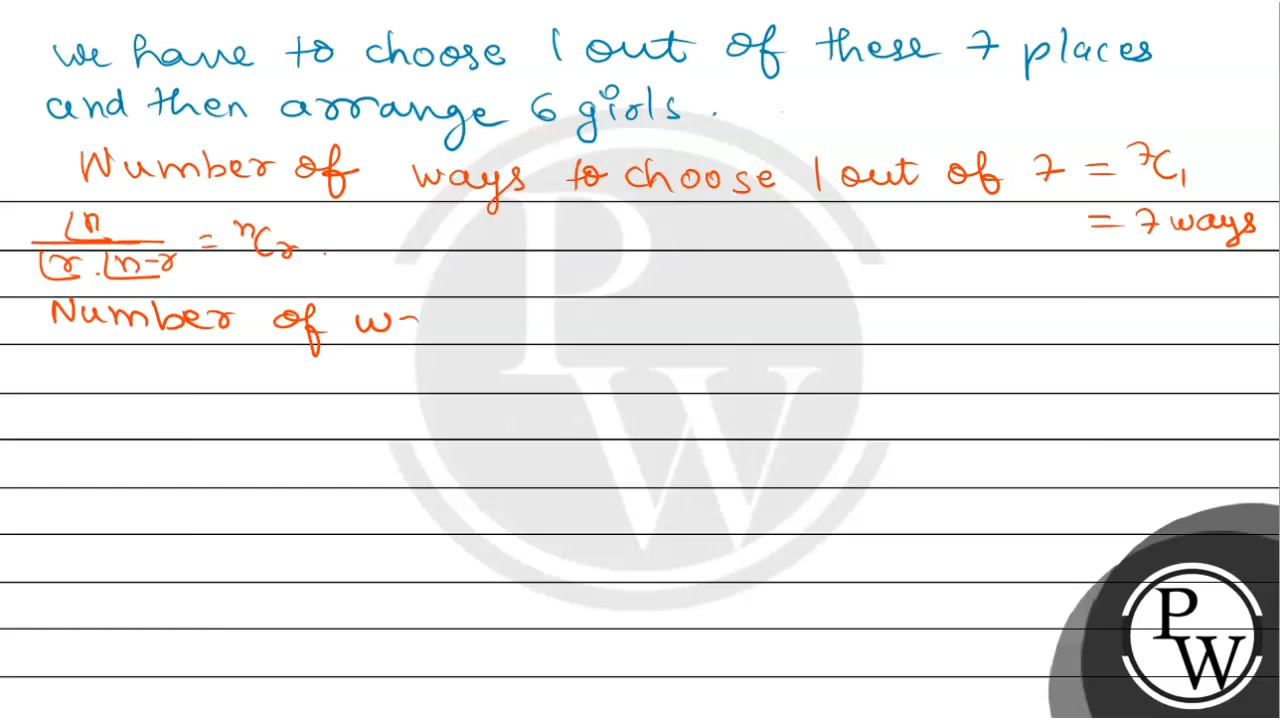 we have to choose 1 out of these 7 places
and then arrange 6 girls.
Number of ways to choose 1 out of 7 = ⁷C₁
= 7 ways
∟n / ∟r . ∟n-r = ⁿCᵣ .
Number of w
P
W
P
W